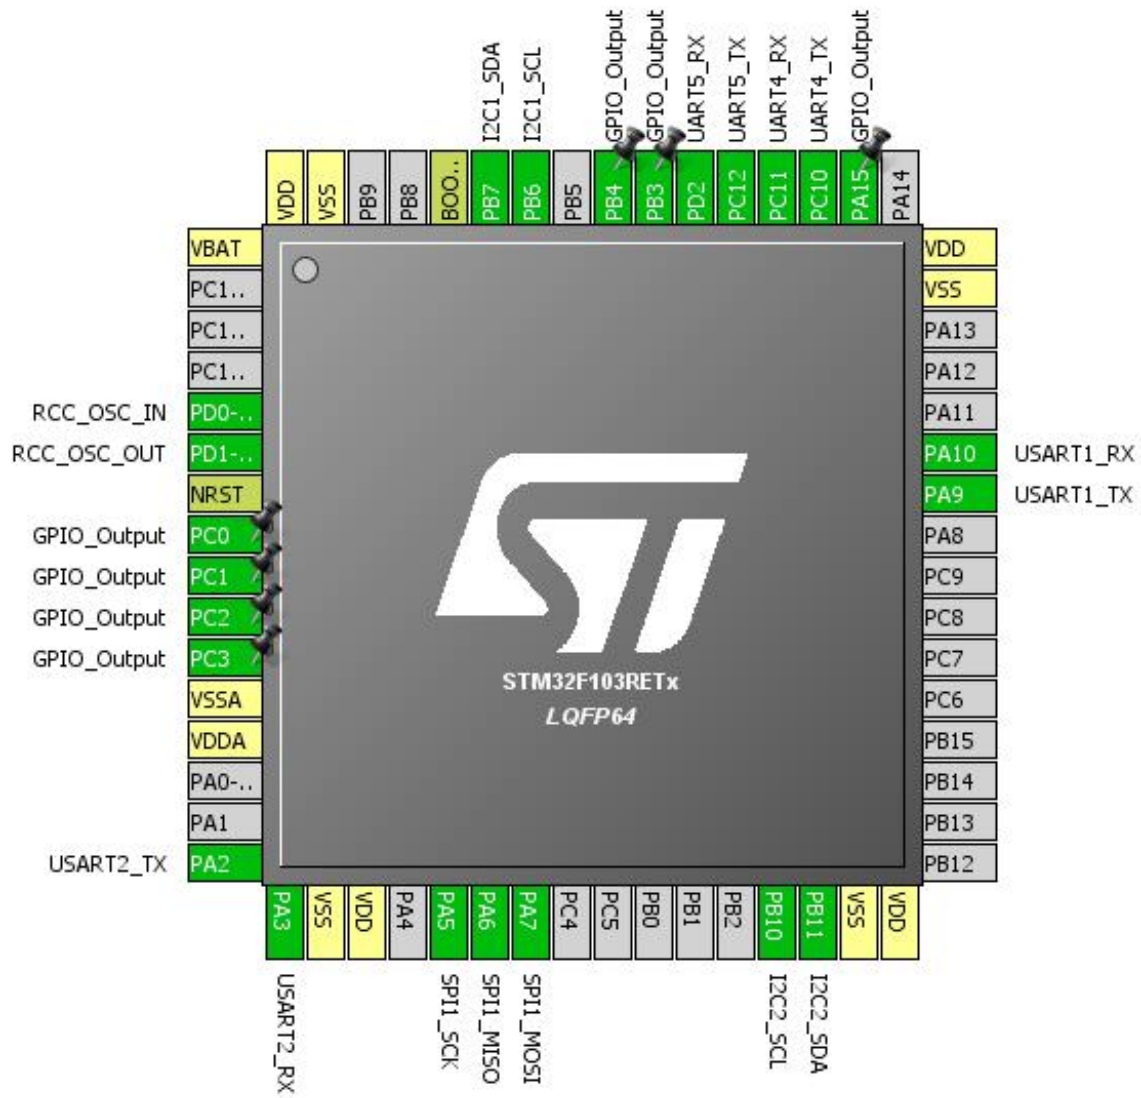 I2C1_SDA
I2C1_SCL
GPIO_Output
GPIO_Output
UART5_RX
UART5_TX
UART4_RX
UART4_TX
GPIO_Output
VDD
VSS
PB9
PB8
BOO..
PB7
PB6
PB5
PB4
PB3
PD2
PC12
PC11
PC10
PA15
PA14
VBAT
PC1..
PC1..
PC1..
RCC_OSC_IN PD0-..
RCC_OSC_OUT PD1-..
NRST
GPIO_Output PC0
GPIO_Output PC1
GPIO_Output PC2
GPIO_Output PC3
VSSA
VDDA
PA0-..
PA1
USART2_TX PA2
VDD
VSS
PA13
PA12
PA11
PA10 USART1_RX
PA9 USART1_TX
PA8
PC9
PC8
PC7
PC6
PB15
PB14
PB13
PB12
ST
STM32F103RETx
LQFP64
PA3
VSS
VDD
PA4
PA5
PA6
PA7
PC4
PC5
PB0
PB1
PB2
PB10
PB11
VSS
VDD
USART2_RX
SPI1_SCK
SPI1_MISO
SPI1_MOSI
I2C2_SCL
I2C2_SDA